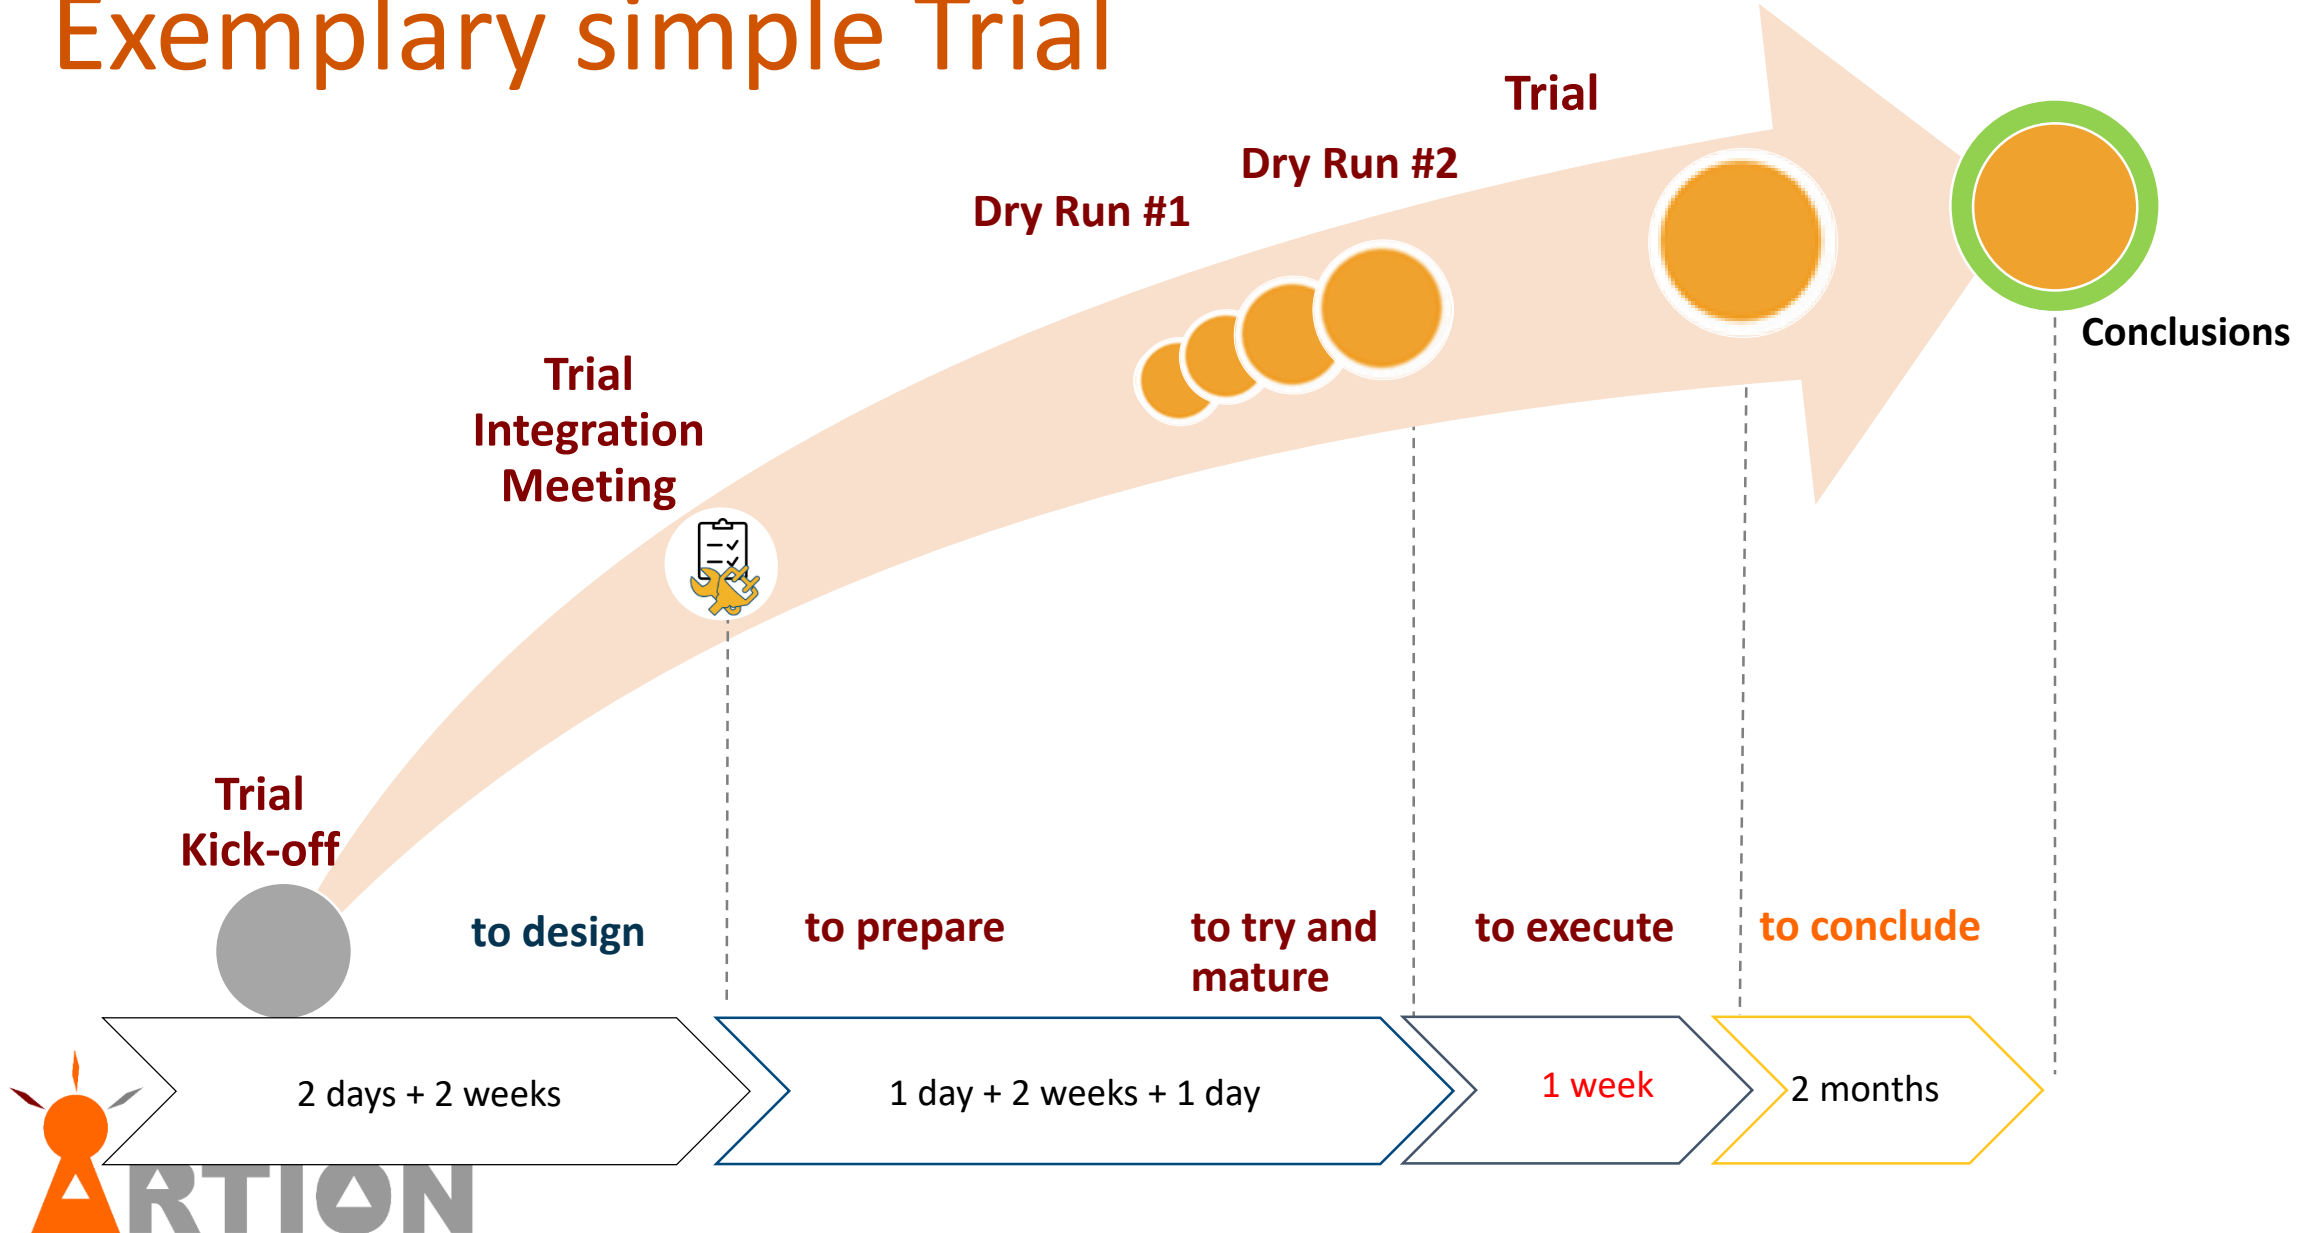 Exemplary simple Trial
Trial
Dry Run #2
Dry Run #1
Conclusions
Trial
Integration
Meeting
Trial
Kick-off
to design
to prepare
to try and
mature
to execute
to conclude
2 days + 2 weeks
1 day + 2 weeks + 1 day
1 week
2 months
ARTION